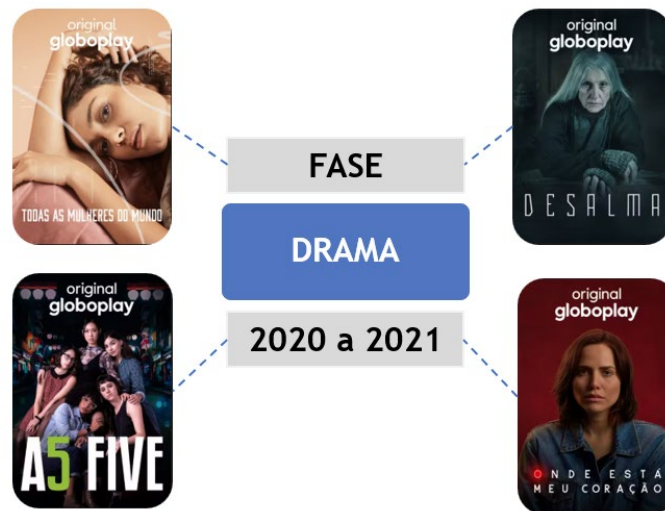 original
globoplay
TODAS AS MULHERES DO MUNDO
original
globoplay
DESALMA
FASE
DRAMA
2020 a 2021
original
globoplay
A5 FIVE
original
globoplay
ONDE ESTÁ
MEU CORAÇÃO